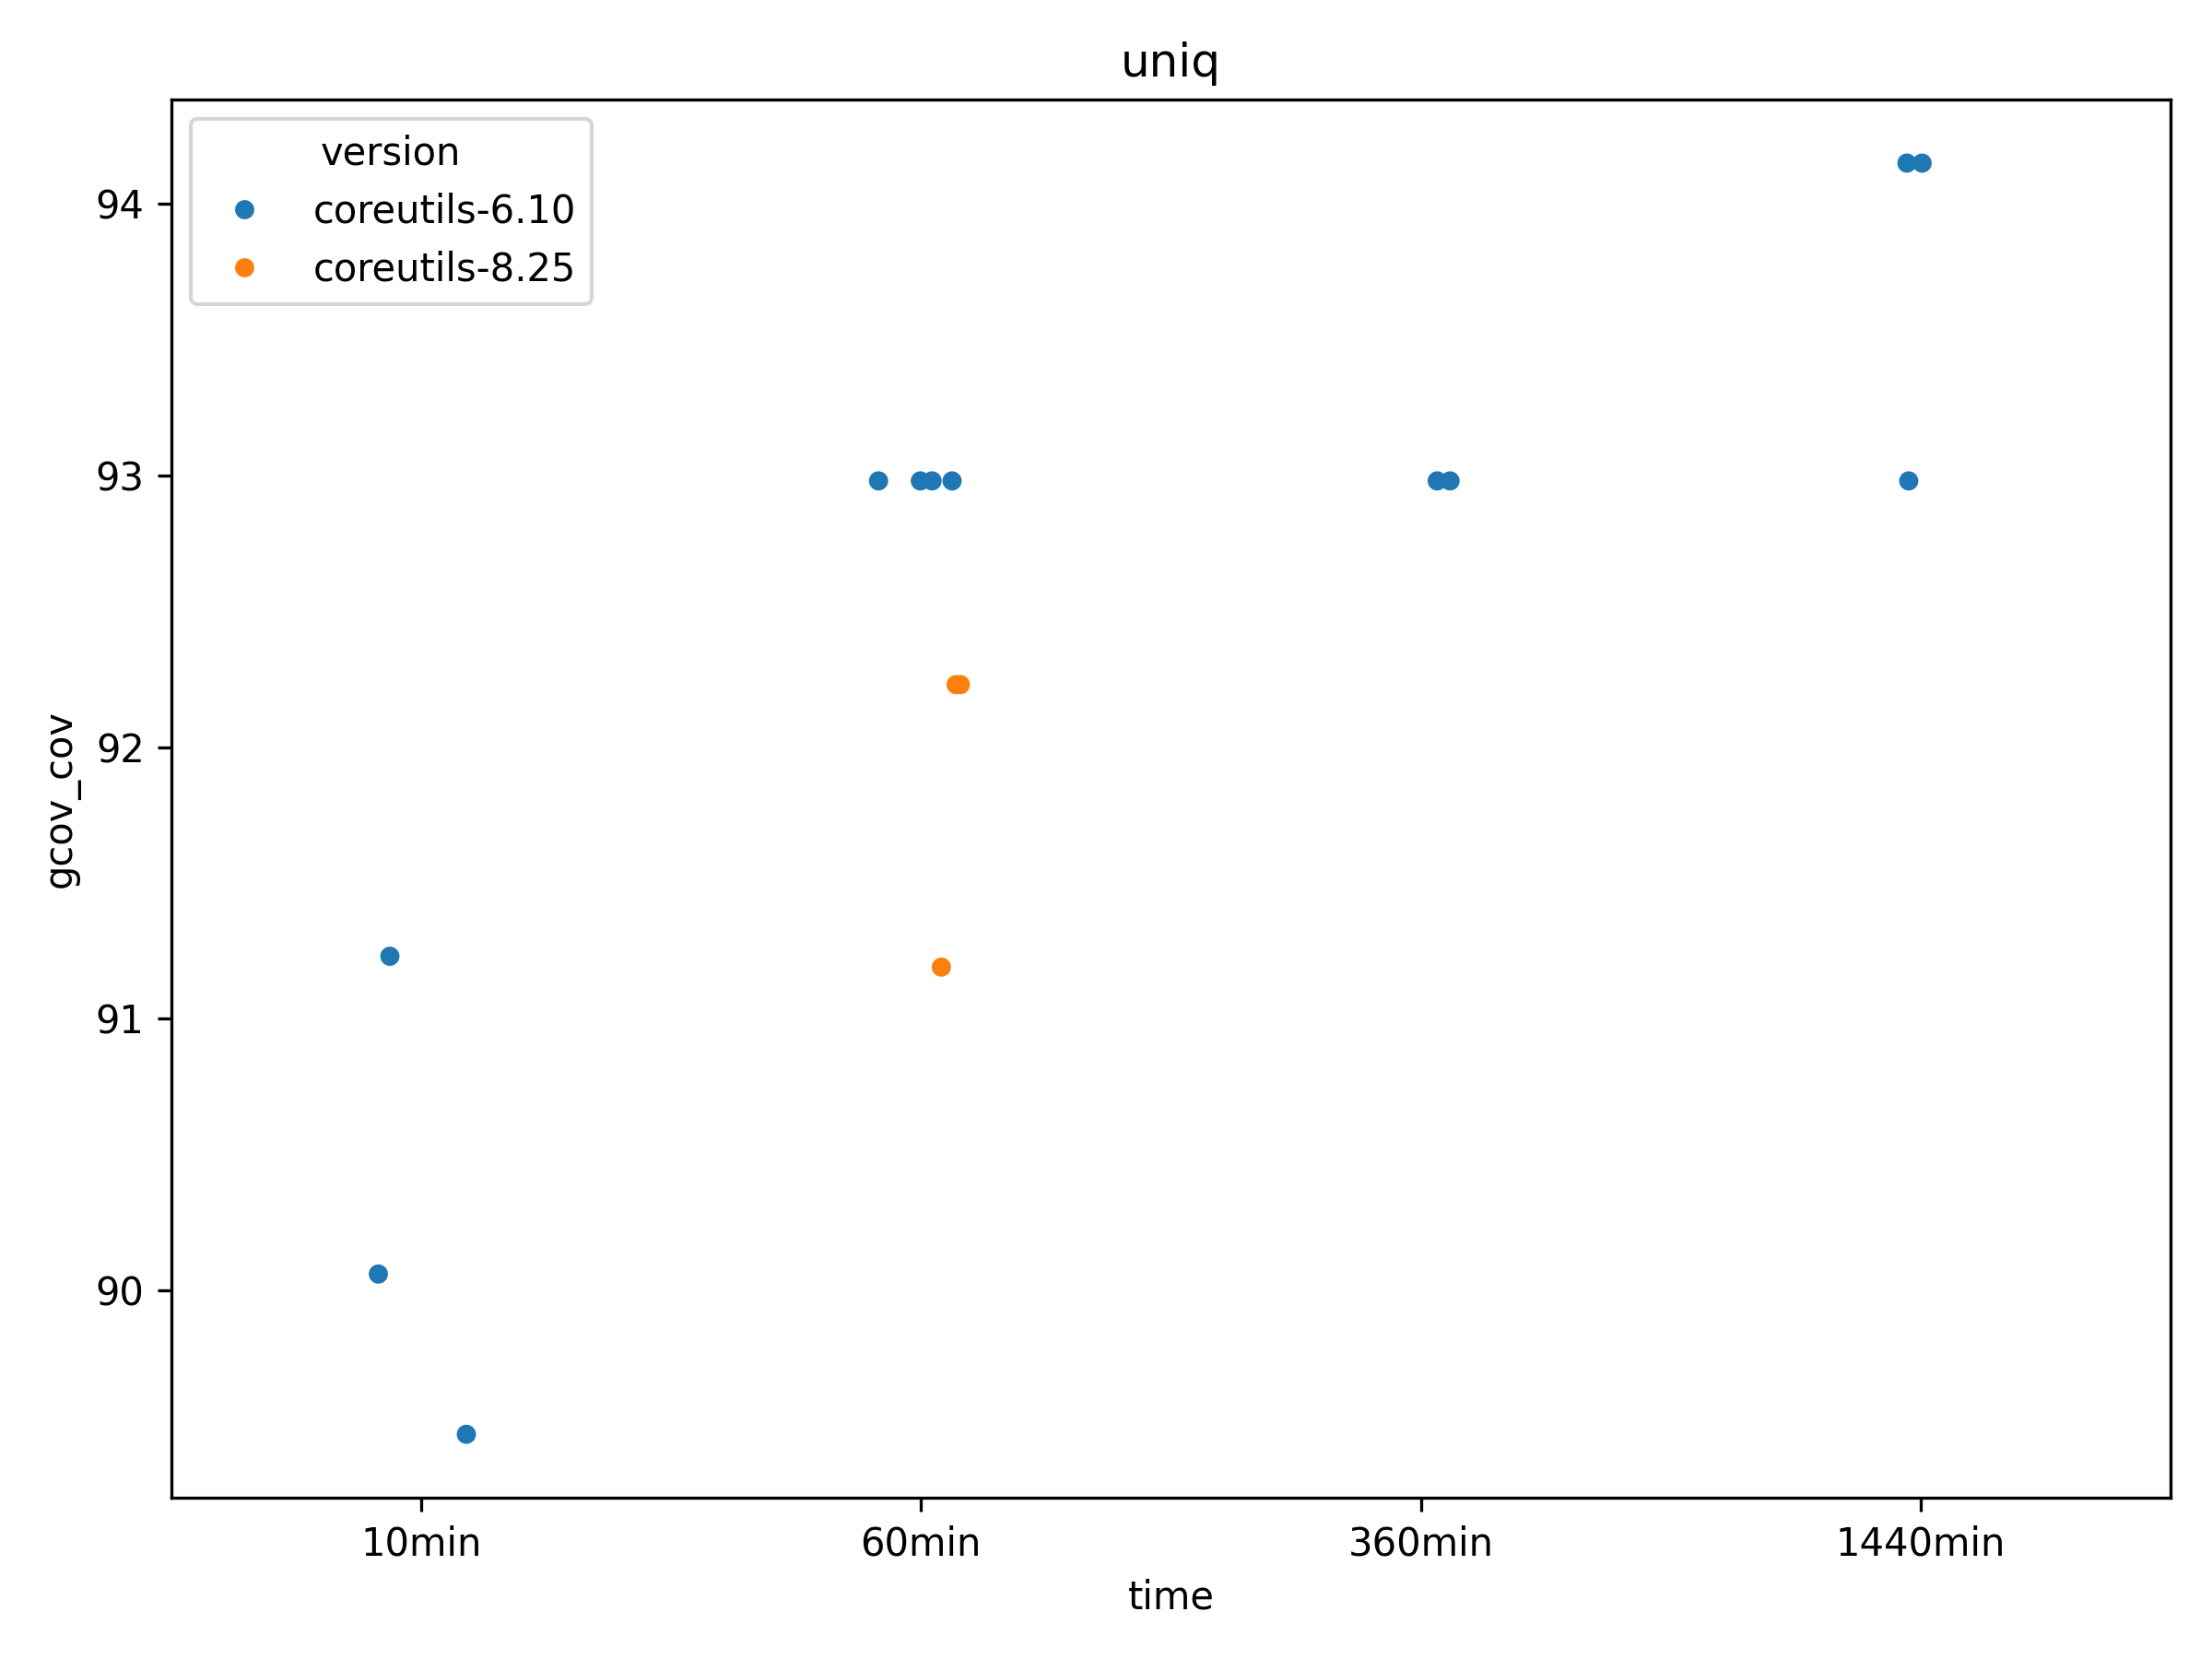 uniq
version
coreutils-6.10
coreutils-8.25
94
93
92
91
90
gcov_cov
10min
60min
360min
1440min
time